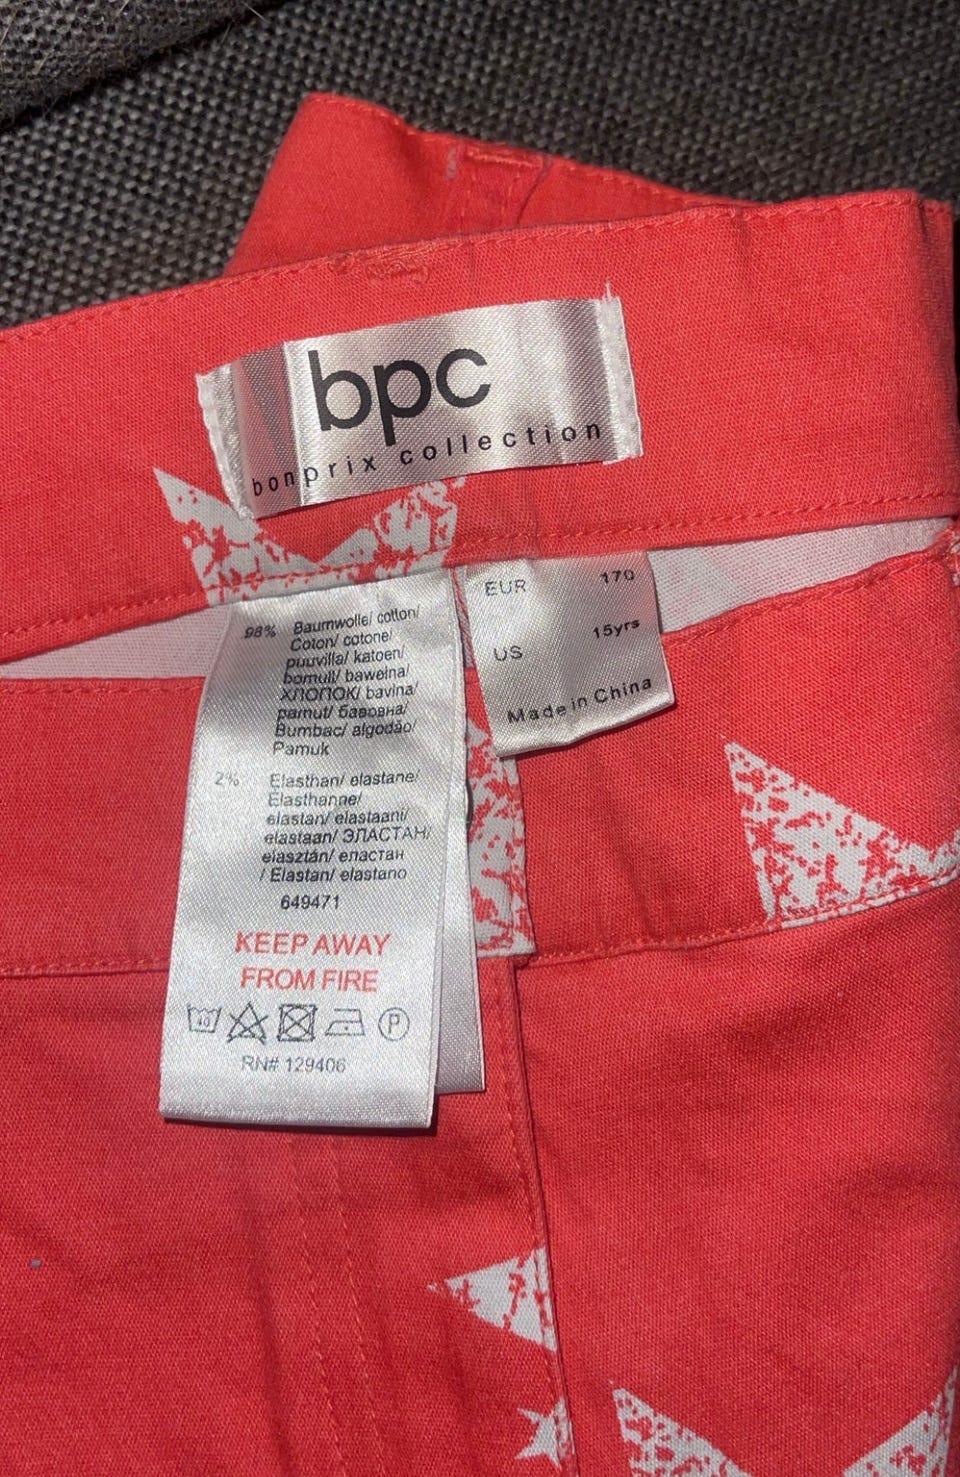 bpc
bonprix collection
98% Baumwolle/ cotton/
Coton/ cotone/
puuvilla/ katoen/
bomull/ bawełna/
ХЛОПОК/ bavlna/
pamut/ бавовна/
Bumbac/ algodão/
Pamuk
2% Elasthan/ elastane/
Elasthanne/
elastan/ elastaani/
elastaan/ ЭЛАСТАН/
elasztán/ еластан
/ Elastan/ elastano
649471
KEEP AWAY
FROM FIRE
40 P
RN# 129406
EUR 170
US 15yrs
Made in China